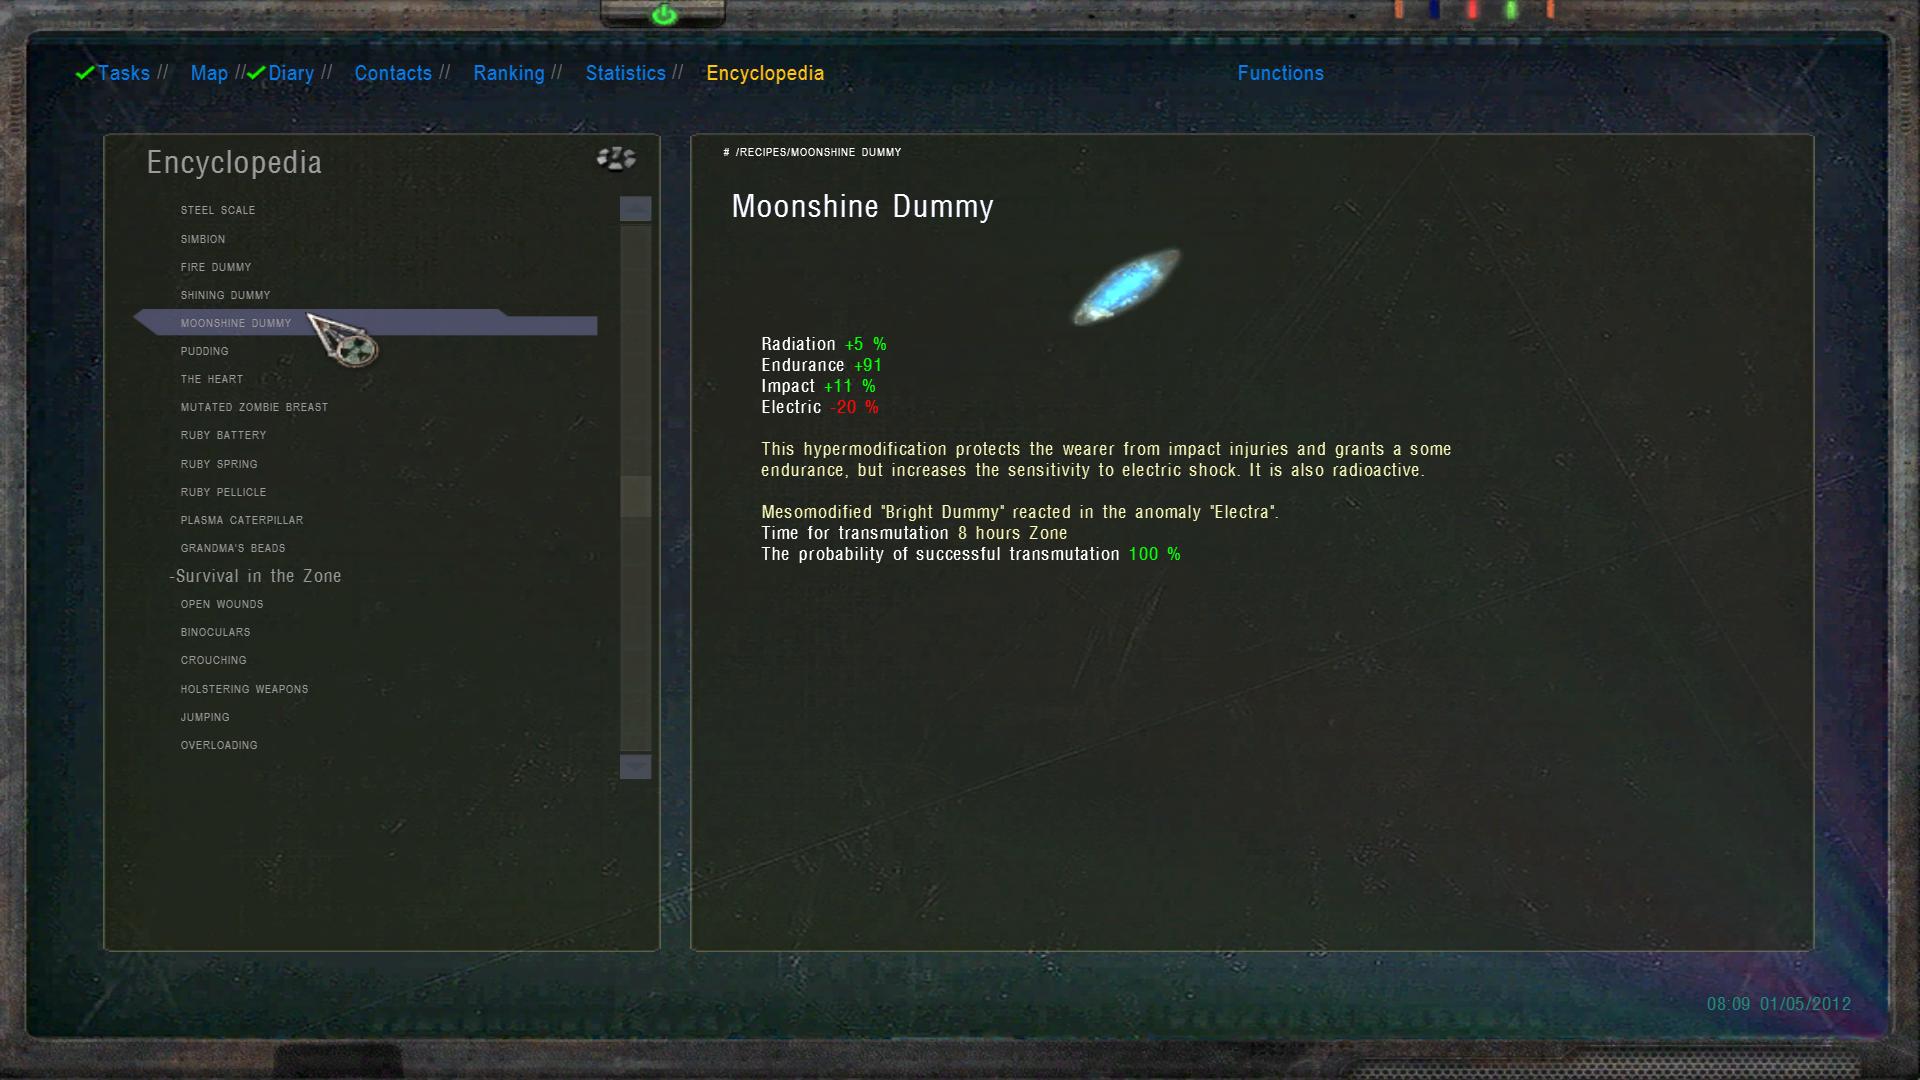 Tasks // Map // Diary // Contacts // Ranking // Statistics // Encyclopedia
Functions
Encyclopedia
STEEL SCALE
SIMBION
FIRE DUMMY
SHINING DUMMY
MOONSHINE DUMMY
PUDDING
THE HEART
MUTATED ZOMBIE BREAST
RUBY BATTERY
RUBY SPRING
RUBY PELLICLE
PLASMA CATERPILLAR
GRANDMA'S BEADS
-Survival in the Zone
OPEN WOUNDS
BINOCULARS
CROUCHING
HOLSTERING WEAPONS
JUMPING
OVERLOADING
# /RECIPES/MOONSHINE DUMMY
Moonshine Dummy
Radiation +5 %
Endurance +91
Impact +11 %
Electric -20 %
This hypermodification protects the wearer from impact injuries and grants a some
endurance, but increases the sensitivity to electric shock. It is also radioactive.
Mesomodified "Bright Dummy" reacted in the anomaly "Electra".
Time for transmutation 8 hours Zone
The probability of successful transmutation 100 %
08:09 01/05/2012